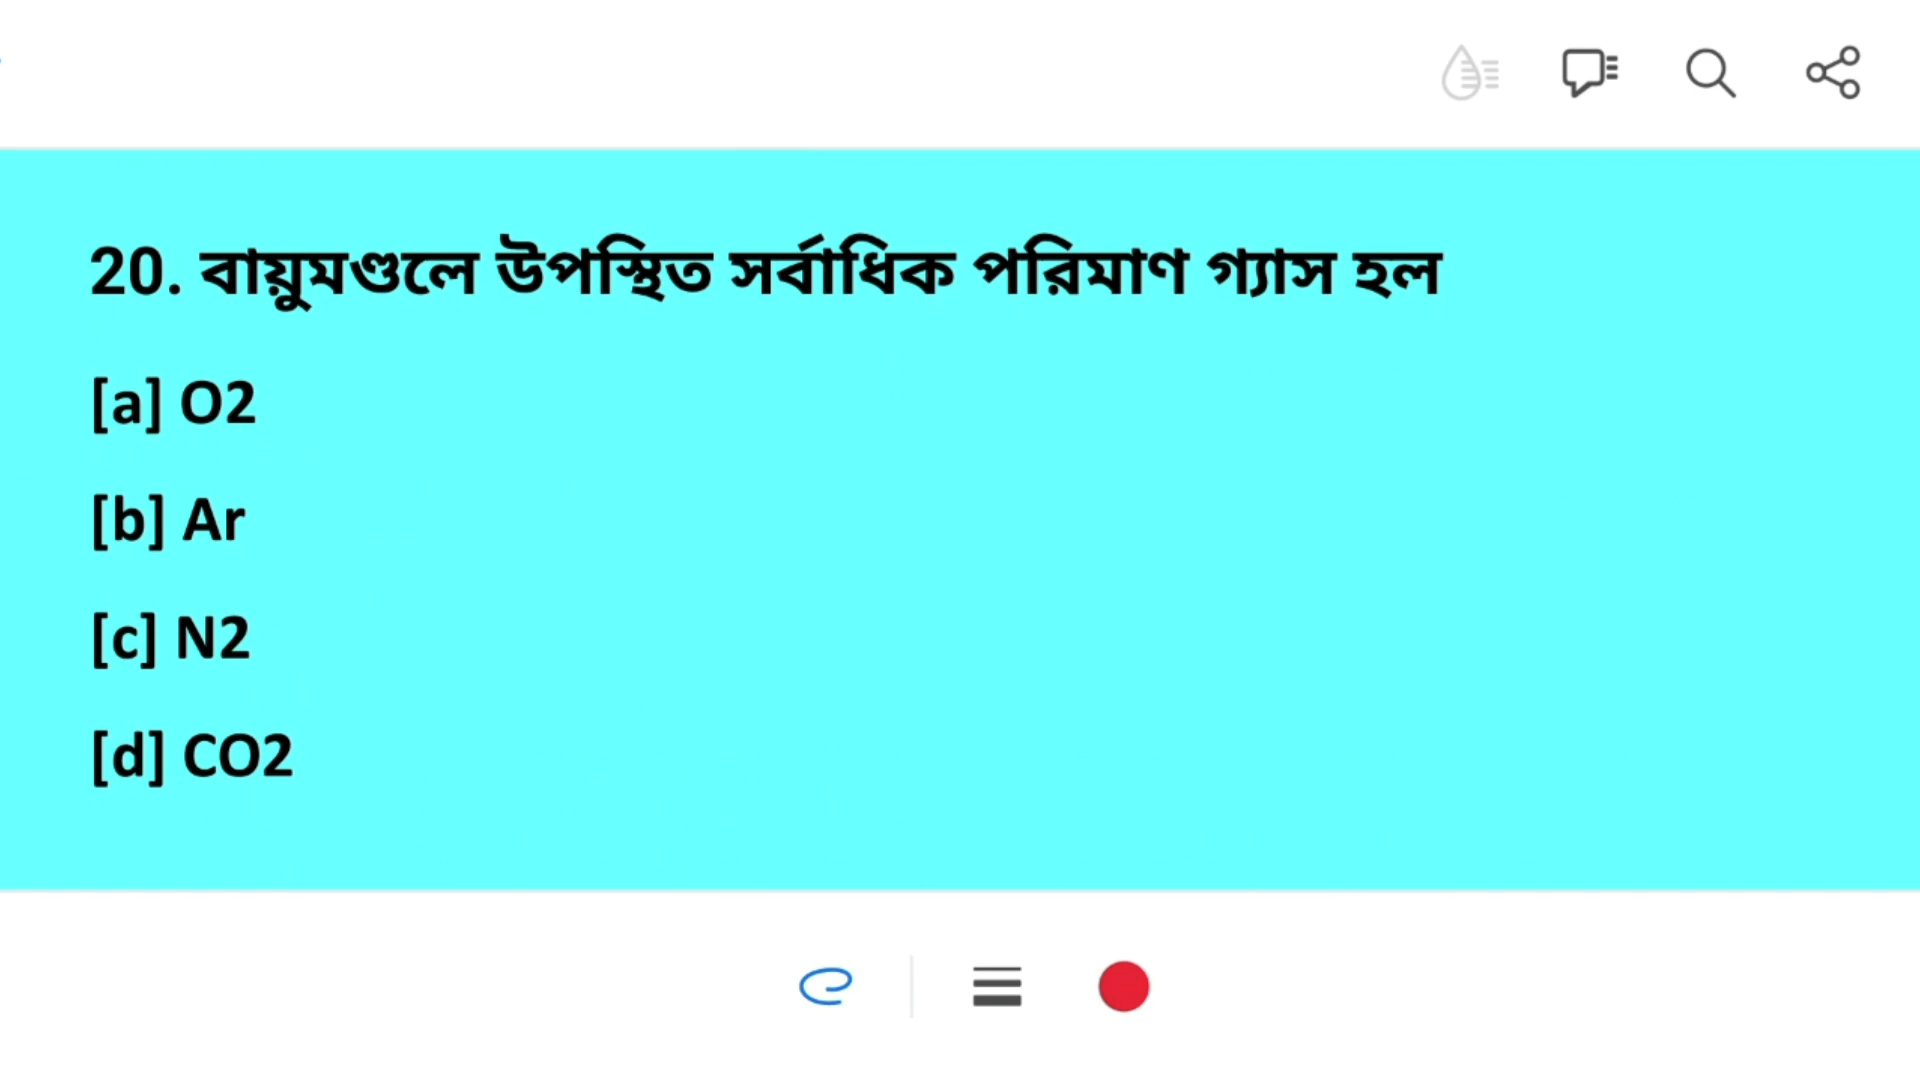 20. বায়ুমণ্ডলে উপস্থিত সর্বাধিক পরিমাণ গ্যাস হল
[a] O2
[b] Ar
[c] N2
[d] CO2